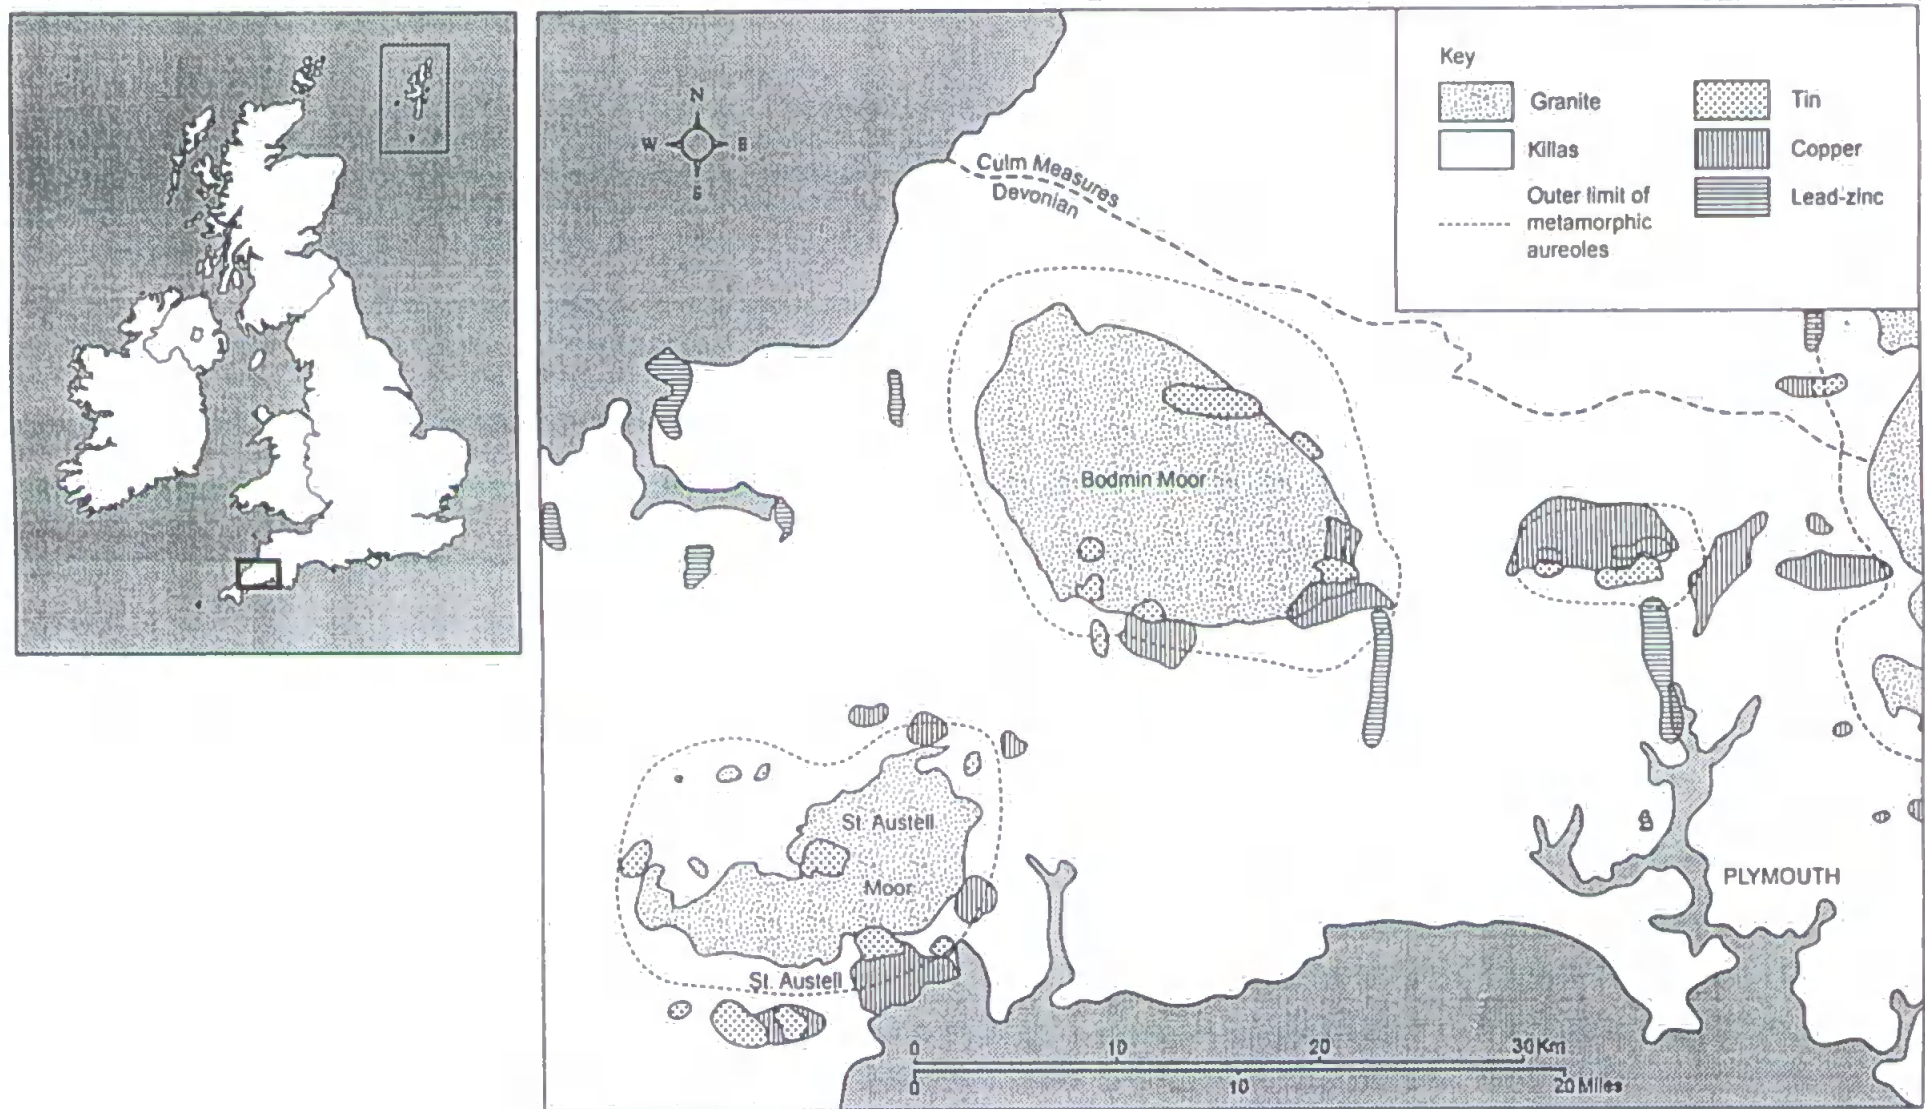 N
W
E
S
Culm Measures
Devonian
Key
Granite
Killas
Outer limit of
metamorphic
aureoles
Tin
Copper
Lead-zinc
Bodmin Moor
St. Austell
Moor
St. Austell
PLYMOUTH
0 10 20 30 Km
0 10 20 Miles